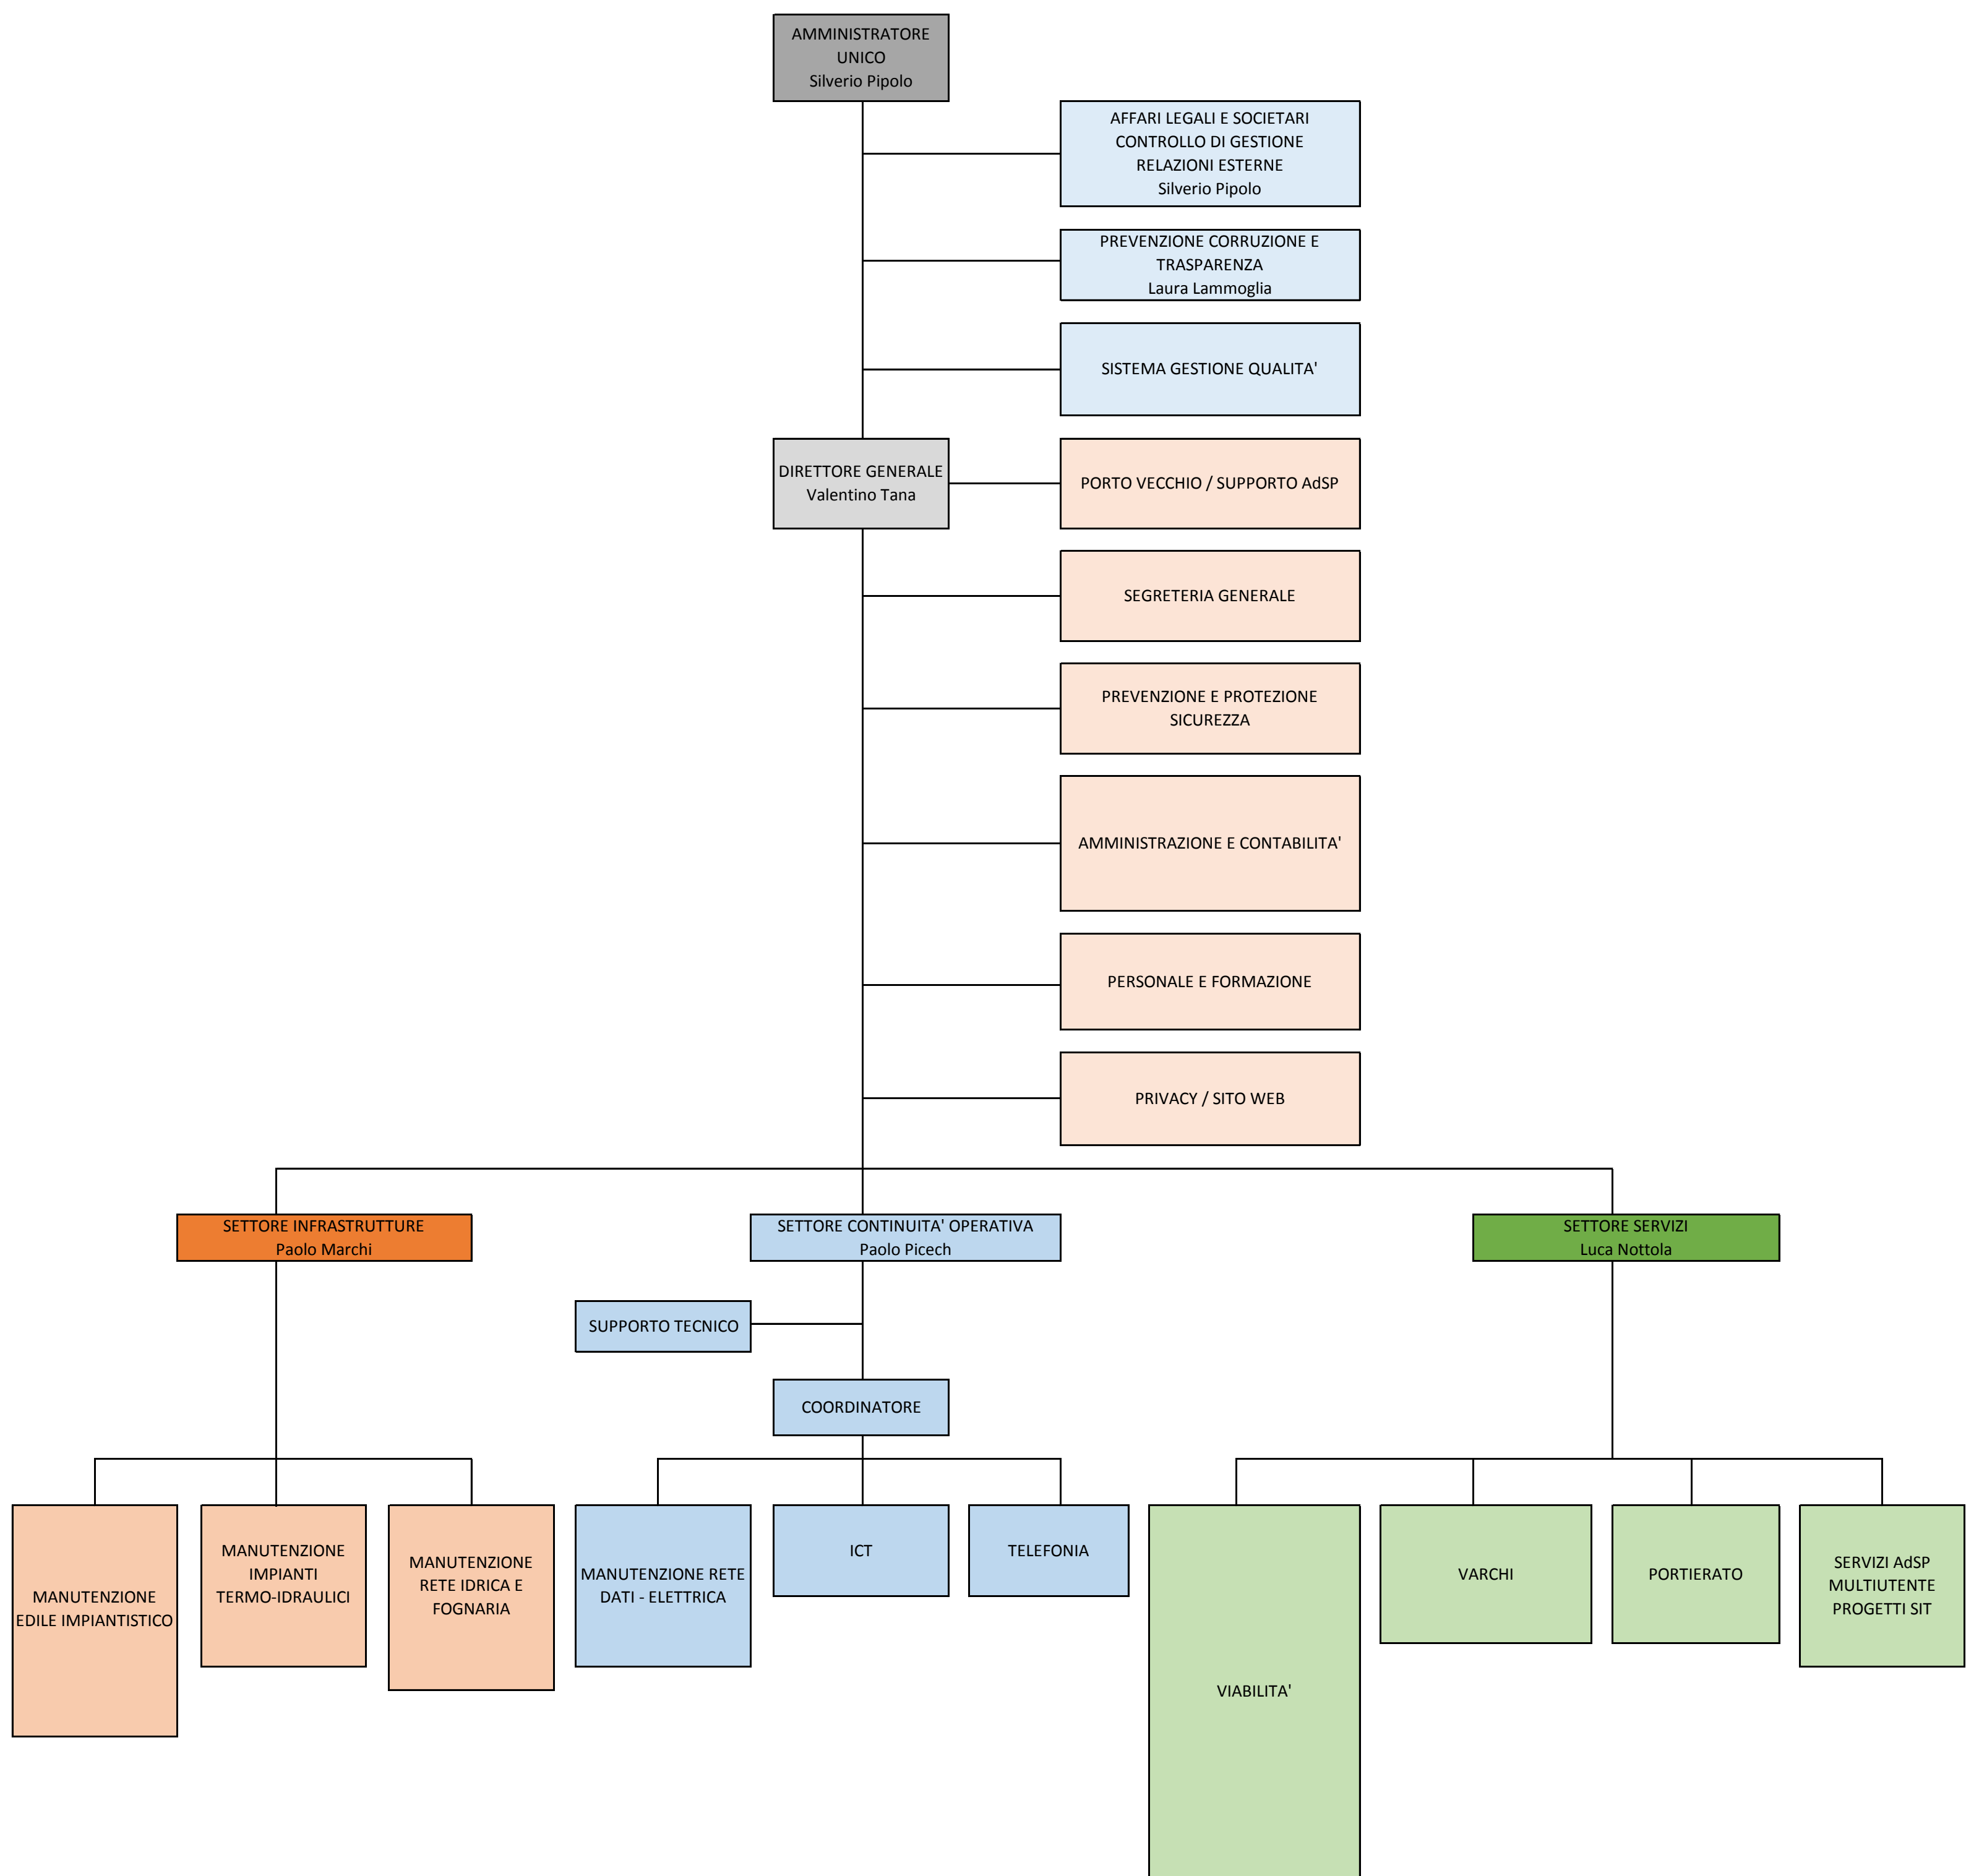 AMMINISTRATORE
UNICO
Silverio Pipolo
AFFARI LEGALI E SOCIETARI
CONTROLLO DI GESTIONE
RELAZIONI ESTERNE
Silverio Pipolo
PREVENZIONE CORRUZIONE E
TRASPARENZA
Laura Lammoglia
SISTEMA GESTIONE QUALITA'
DIRETTORE GENERALE
Valentino Tana
PORTO VECCHIO / SUPPORTO AdSP
SEGRETERIA GENERALE
PREVENZIONE E PROTEZIONE
SICUREZZA
AMMINISTRAZIONE E CONTABILITA'
PERSONALE E FORMAZIONE
PRIVACY / SITO WEB
SETTORE INFRASTRUTTURE
Paolo Marchi
SETTORE CONTINUITA' OPERATIVA
Paolo Picech
SETTORE SERVIZI
Luca Nottola
SUPPORTO TECNICO
COORDINATORE
MANUTENZIONE
EDILE IMPIANTISTICO
MANUTENZIONE
IMPIANTI
TERMO-IDRAULICI
MANUTENZIONE
RETE IDRICA E
FOGNARIA
MANUTENZIONE RETE
DATI - ELETTRICA
ICT
TELEFONIA
VIABILITA'
VARCHI
PORTIERATO
SERVIZI AdSP
MULTIUTENTE
PROGETTI SIT